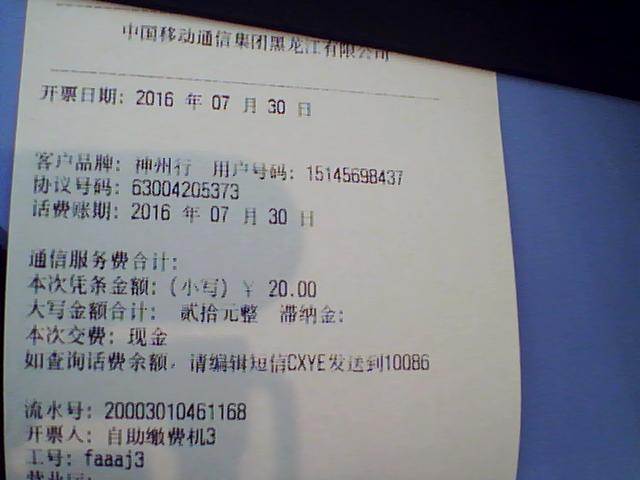 中国移动通信集团黑龙江有限公司
开票日期: 2016 年 07 月 30 日
客户品牌: 神州行 用户号码: 15145698437
协议号码: 63004205373
话费账期: 2016 年 07 月 30 日
通信服务费合计:
本次凭条金额: (小写) ¥ 20.00
大写金额合计: 贰拾元整 滞纳金:
本次交费: 现金
如查询话费余额, 请编辑短信CXYE发送到10086
流水号: 20003010461168
开票人: 自助缴费机3
工号: faaaj3